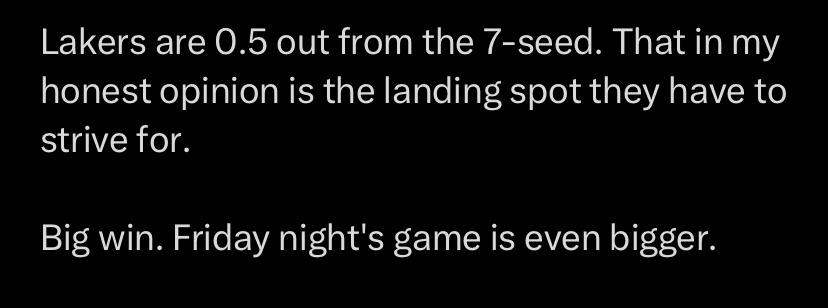 Lakers are 0.5 out from the 7-seed. That in my
honest opinion is the landing spot they have to
strive for.
Big win. Friday night's game is even bigger.